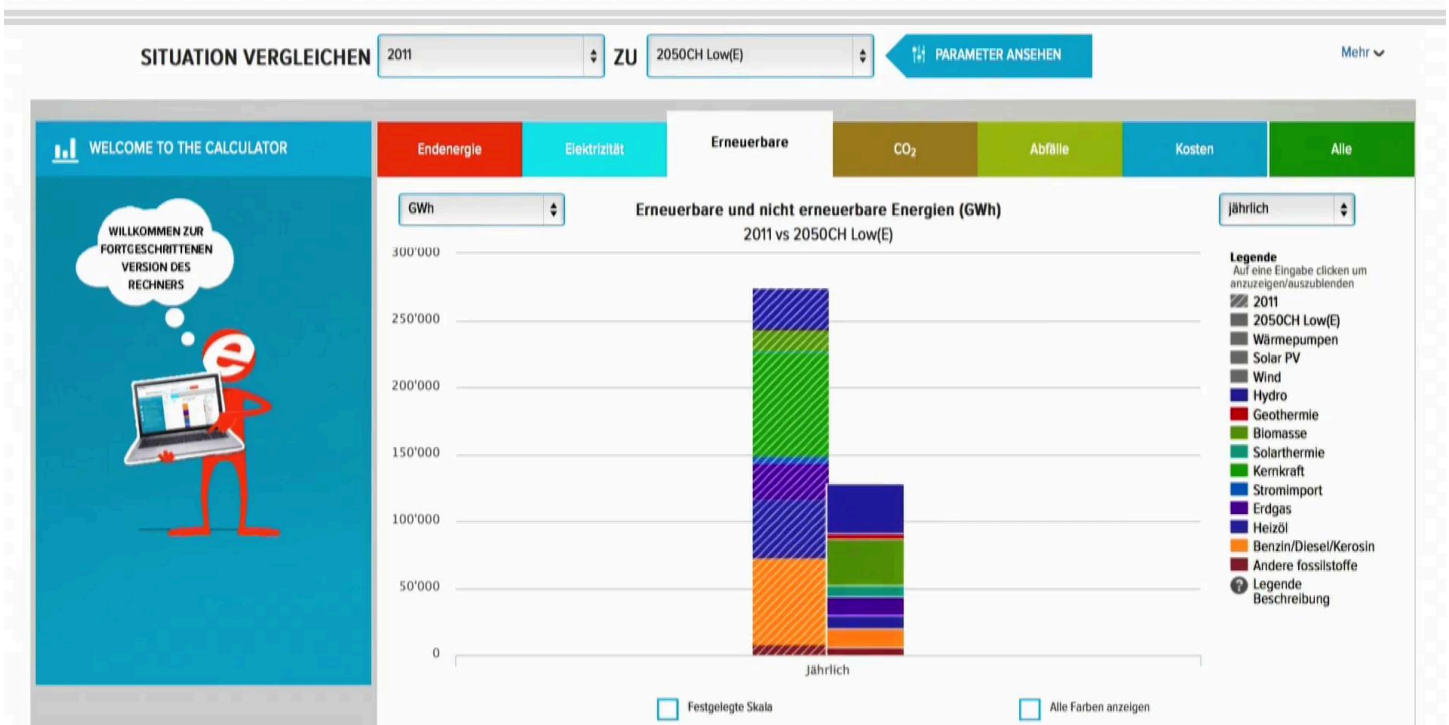 SITUATION VERGLEICHEN 2011 ZU 2050CH Low(E) PARAMETER ANSEHEN Mehr
WELCOME TO THE CALCULATOR
WILLKOMMEN ZUR
FORTGESCHRITTENEN
VERSION DES
RECHNERS
Endenergie Elektrizität Erneuerbare CO₂ Abfälle Kosten Alle
GWh
Erneuerbare und nicht erneuerbare Energien (GWh)
2011 vs 2050CH Low(E)
jährlich
300'000
250'000
200'000
150'000
100'000
50'000
0
Jährlich
Legende
Auf eine Eingabe clicken um
anzuzeigen/auszublenden
2011
2050CH Low(E)
Wärmepumpen
Solar PV
Wind
Hydro
Geothermie
Biomasse
Solarthermie
Kernkraft
Stromimport
Erdgas
Heizöl
Benzin/Diesel/Kerosin
Andere fossilstoffe
? Legende
Beschreibung
Festgelegte Skala
Alle Farben anzeigen